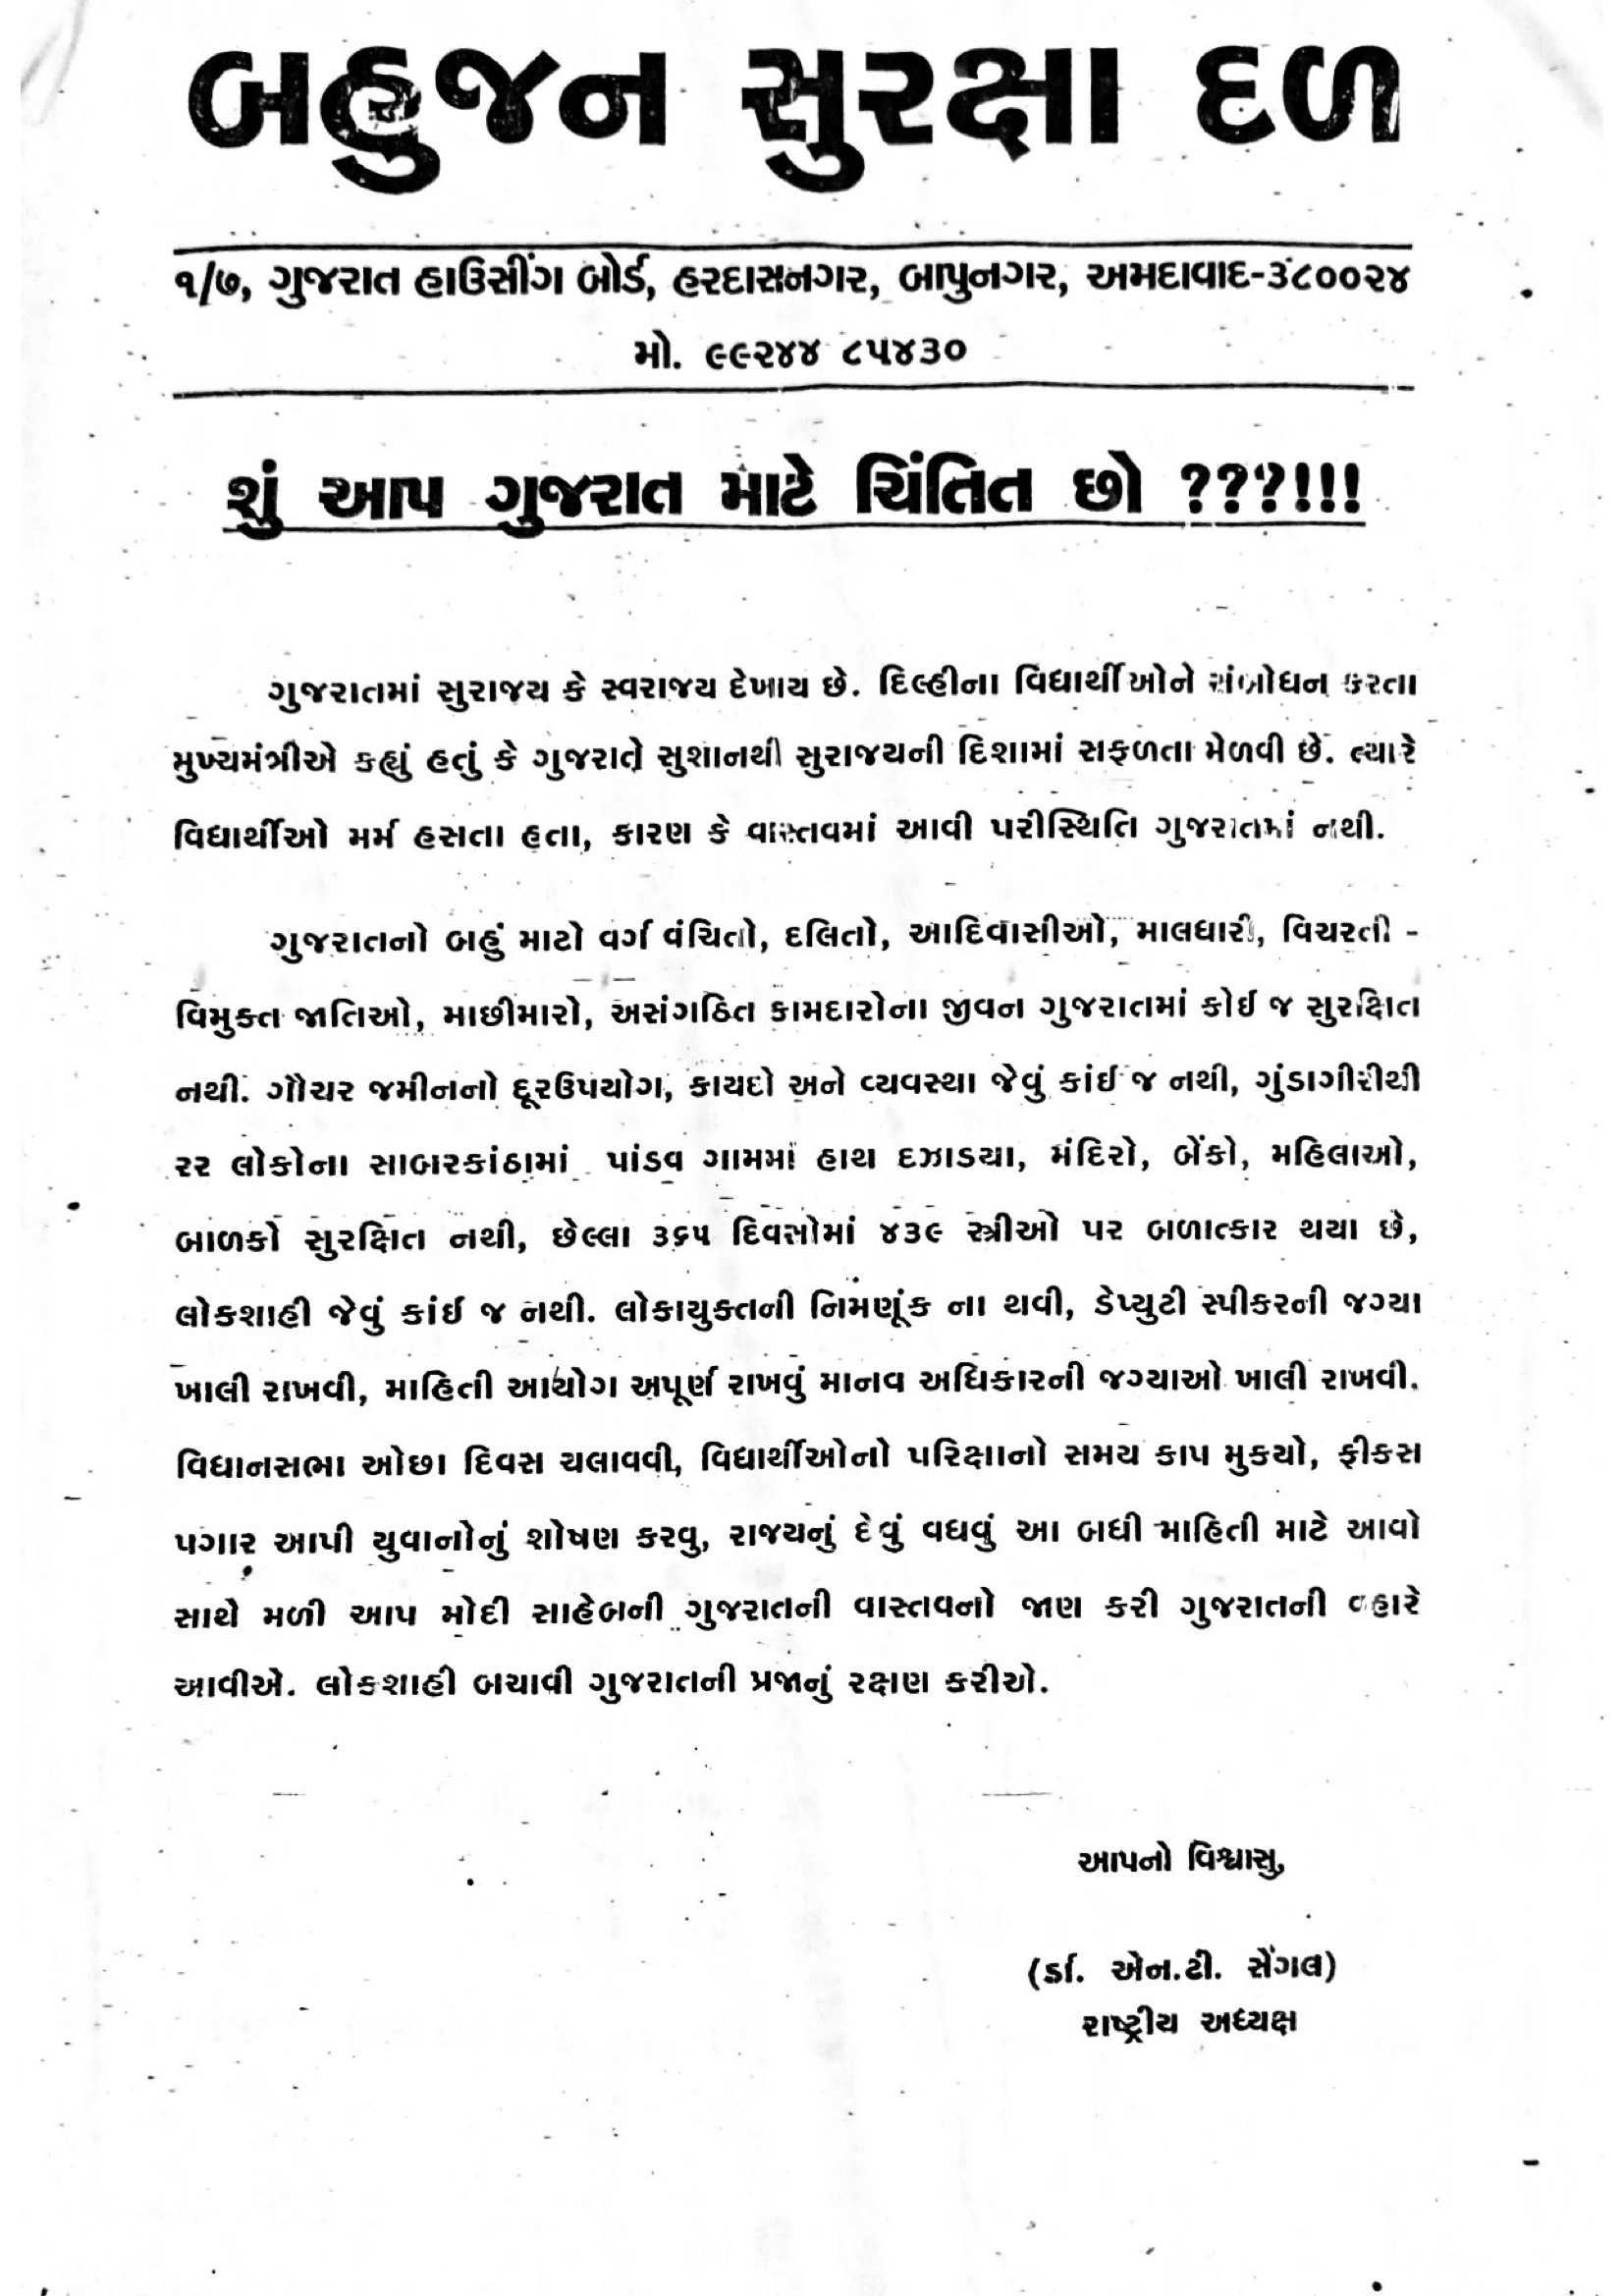 બહુજન સુરક્ષા દળ
૧/૭, ગુજરાત હાઉસીંગ બોર્ડ, હરદાસનગર, બાપુનગર, અમદાવાદ-૩૮૦૦૨૪
મો. ૯૯૨૪૪ ૮૫૪૩૦
શું આપ ગુજરાત માટે ચિંતિત છો ???!!!
ગુજરાતમાં સુરાજય કે સ્વરાજય દેખાય છે. દિલ્હીના વિદ્યાર્થીઓને સંબોધન કરતા
મુખ્યમંત્રીએ કહ્યું હતું કે ગુજરાતે સુશાનથી સુરાજયની દિશામાં સફળતા મેળવી છે. ત્યારે
વિદ્યાર્થીઓ મર્મ હસતા હતા, કારણ કે વાસ્તવમાં આવી પરીસ્થિતિ ગુજરાતમાં નથી.
ગુજરાતનો બહું માટો વર્ગ વંચિતો, દલિતો, આદિવાસીઓ, માલધારી, વિચરતી -
વિમુક્ત જાતિઓ, માછીમારો, અસંગઠિત કામદારોના જીવન ગુજરાતમાં કોઈ જ સુરક્ષિત
નથી. ગૌચર જમીનનો દૂરઉપયોગ, કાયદો અને વ્યવસ્થા જેવું કાંઈ જ નથી, ગુંડાગીરીથી
૨૨ લોકોના સાબરકાંઠામાં પાંડવ ગામમાં હાથ દઝાડયા, મંદિરો, બેંકો, મહિલાઓ,
બાળકો સુરક્ષિત નથી, છેલ્લા ૩૬૫ દિવસોમાં ૪૩૯ સ્ત્રીઓ પર બળાત્કાર થયા છે,
લોકશાહી જેવું કાંઈ જ નથી. લોકાયુક્તની નિમણૂંક ના થવી, ડેપ્યુટી સ્પીકરની જગ્યા
ખાલી રાખવી, માહિતી આયોગ અપૂર્ણ રાખવું માનવ અધિકારની જગ્યાઓ ખાલી રાખવી.
વિધાનસભા ઓછા દિવસ ચલાવવી, વિદ્યાર્થીઓનો પરિક્ષાનો સમય કાપ મુકયો, ફીકસ
પગાર આપી યુવાનોનું શોષણ કરવુ, રાજયનું દેવું વધવું આ બધી માહિતી માટે આવો
સાથે મળી આપ મોદી સાહેબની ગુજરાતની વાસ્તવનો જાણ કરી ગુજરાતની વ્હારે
આવીએ. લોકશાહી બચાવી ગુજરાતની પ્રજાનું રક્ષણ કરીએ.
આપનો વિશ્વાસુ,
(ર્ડા. એન.ટી. સેંગલ)
રાષ્ટ્રીય અધ્યક્ષ